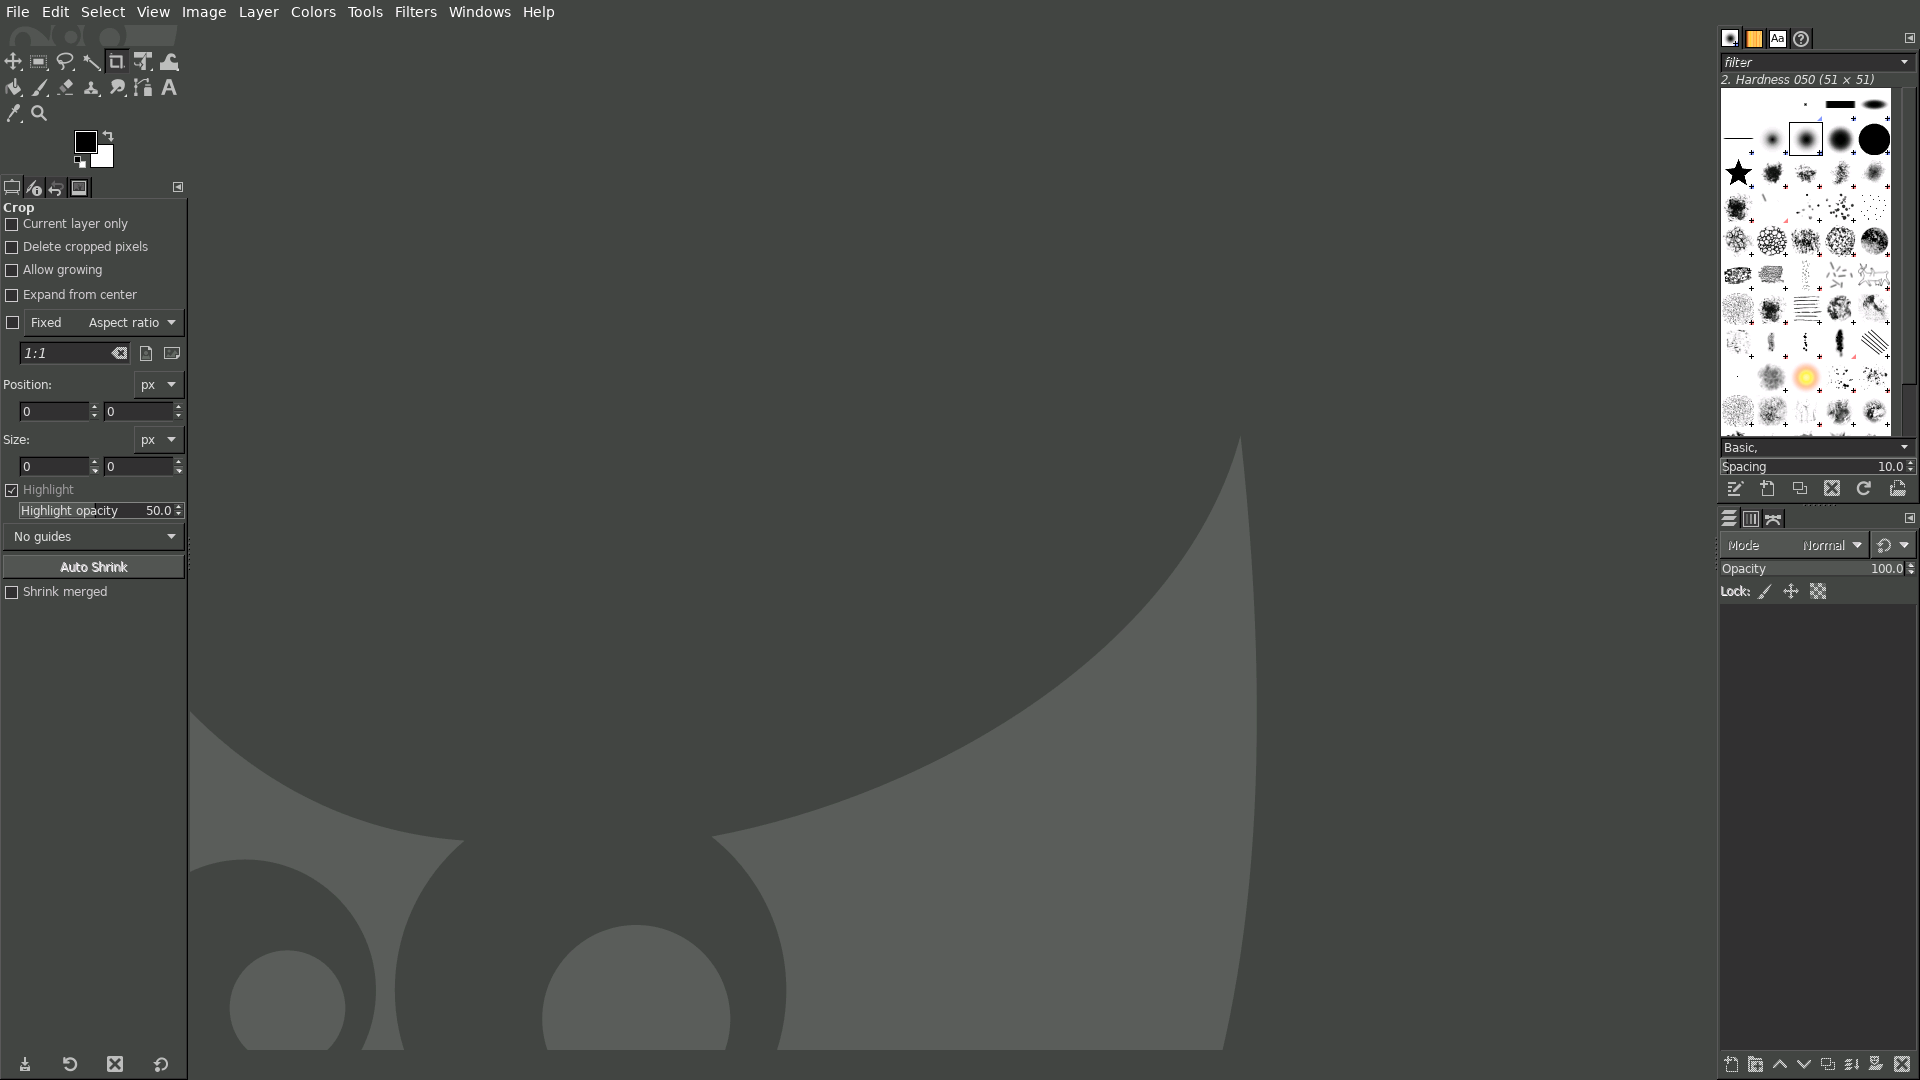 File Edit Select View Image Layer Colors Tools Filters Windows Help
Aa
filter
2. Hardness 050 (51 × 51)
Crop
Current layer only
Delete cropped pixels
Allow growing
Expand from center
Fixed Aspect ratio
1:1
Position: px
0 0
Size: px
0 0
Highlight
Highlight opacity 50.0
No guides
Auto Shrink
Shrink merged
Basic,
Spacing 10.0
Mode Normal
Opacity 100.0
Lock: